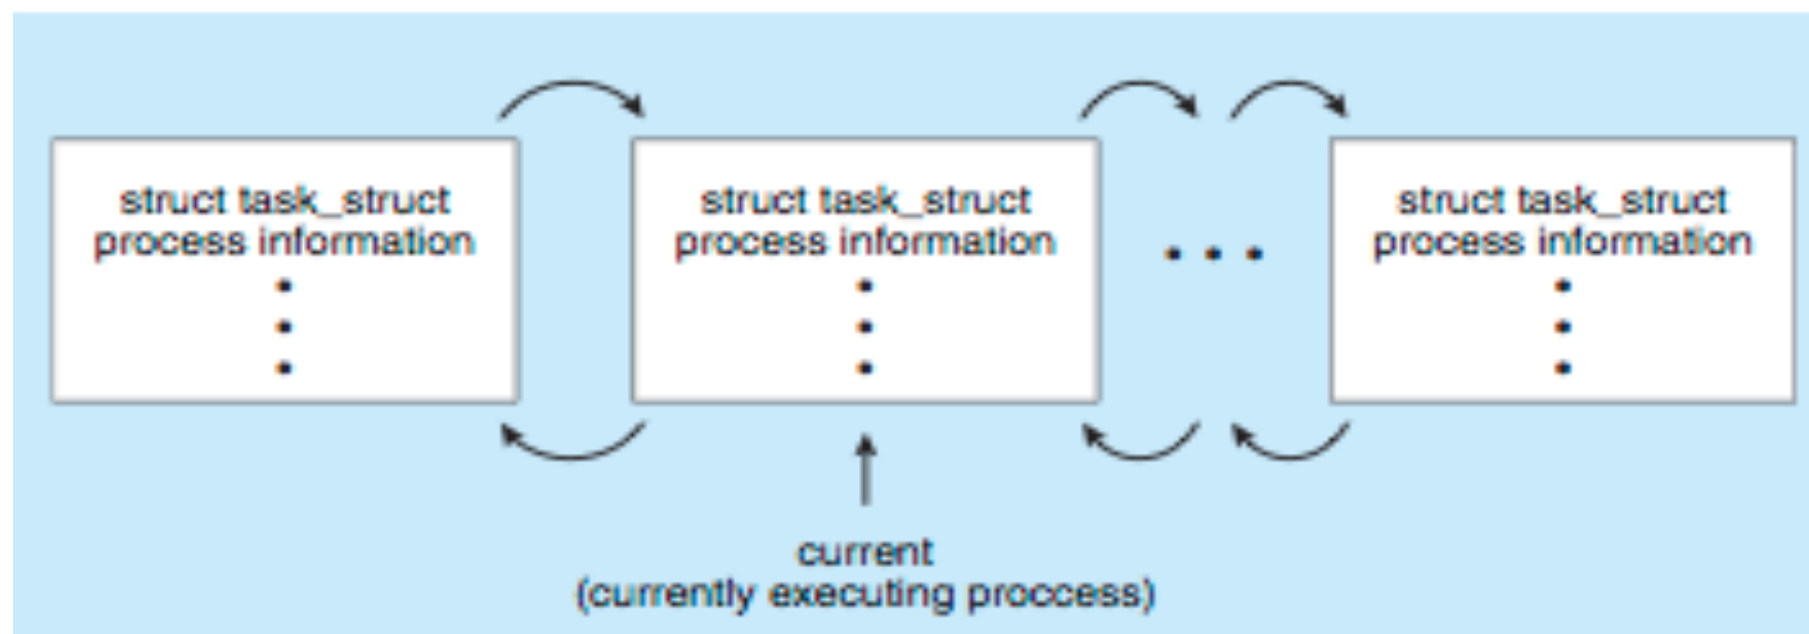 struct task_struct
process information
struct task_struct
process information
struct task_struct
process information
current
(currently executing proccess)